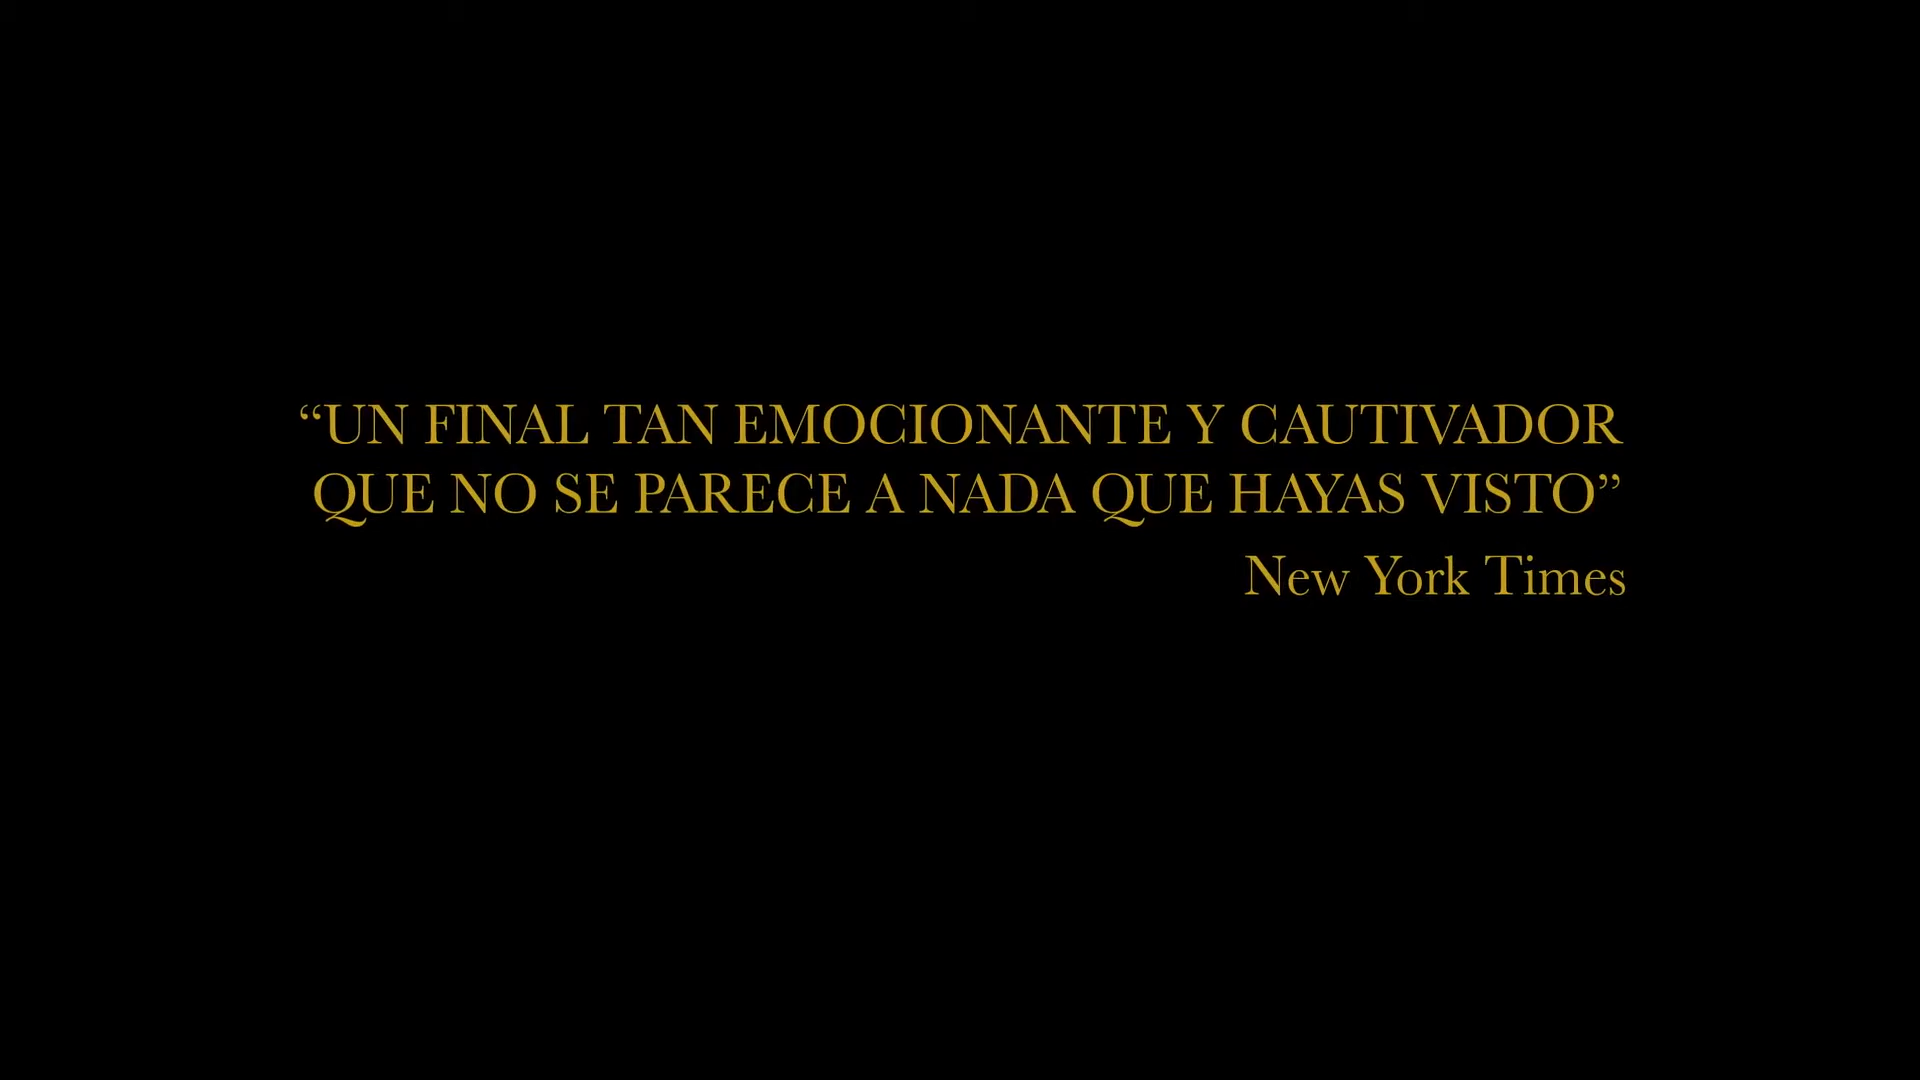 “UN FINAL TAN EMOCIONANTE Y CAUTIVADOR
QUE NO SE PARECE A NADA QUE HAYAS VISTO”
New York Times